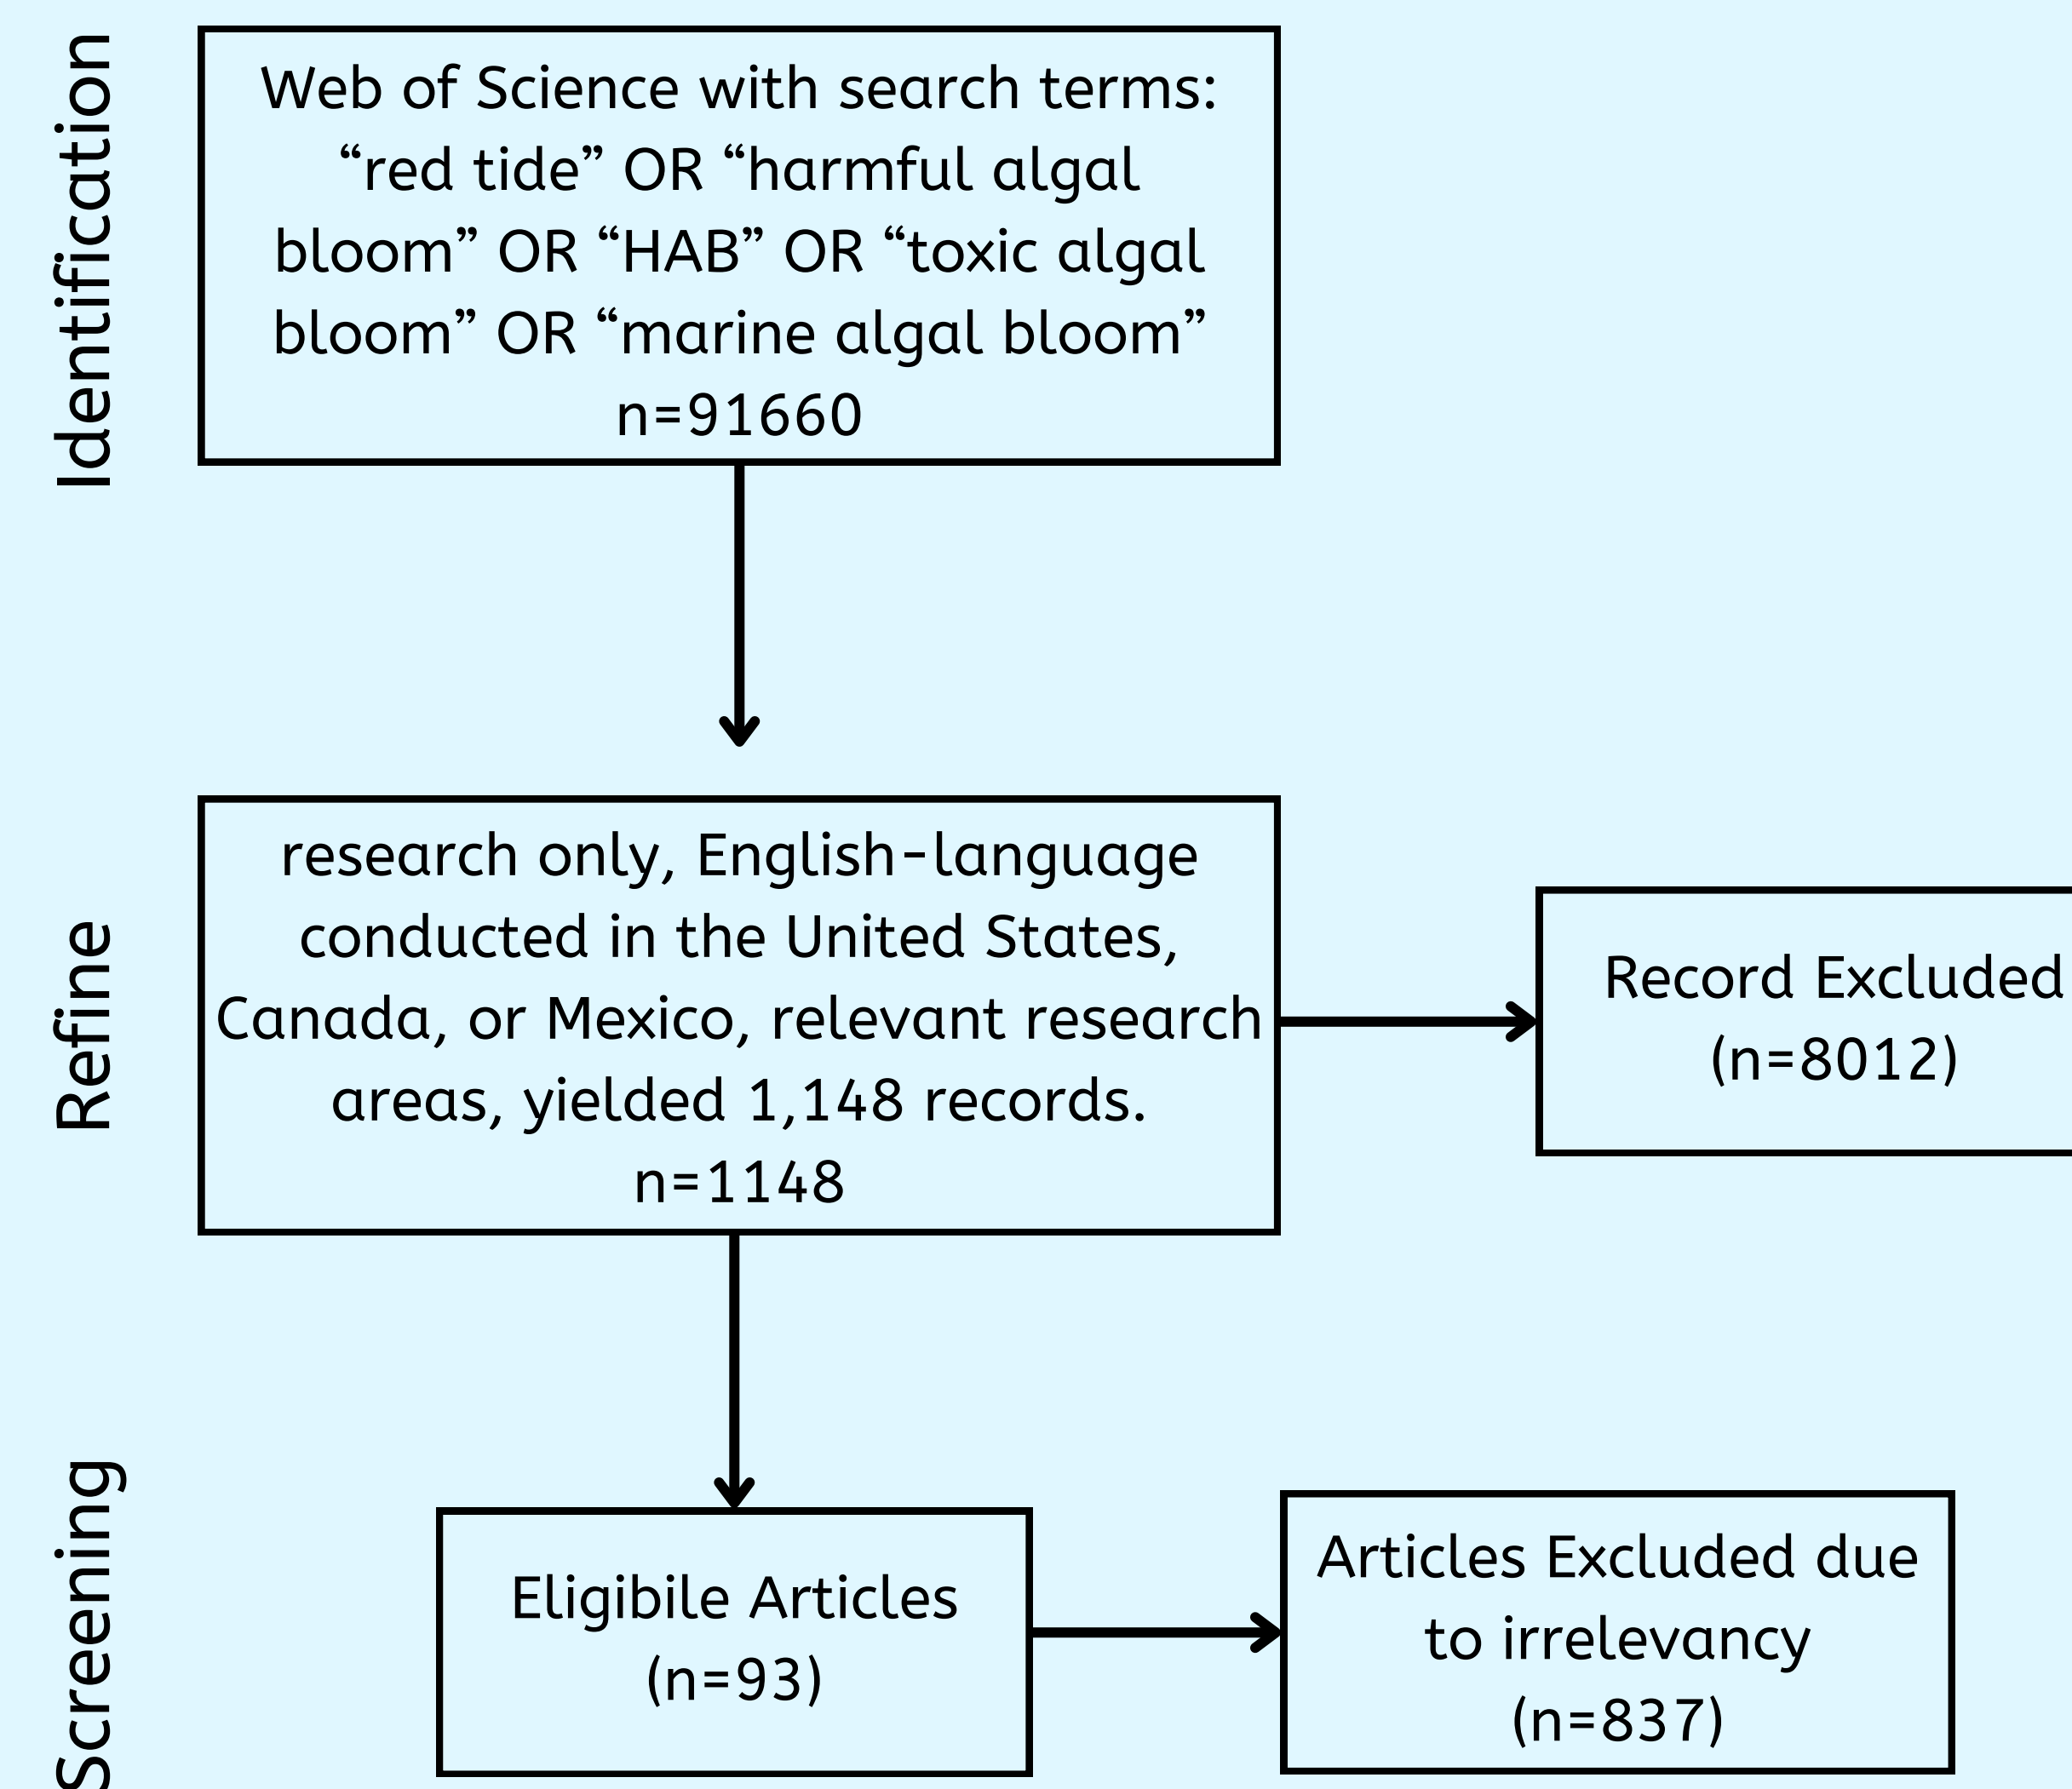 Identification
Web of Science with search terms:
“red tide” OR “harmful algal
bloom” OR “HAB” OR “toxic algal
bloom” OR “marine algal bloom”
n=91660
Refine
research only, English-language
conducted in the United States,
Canada, or Mexico, relevant research
areas, yielded 1,148 records.
n=1148
Record Excluded
(n=8012)
Screening
Eligibile Articles
(n=93)
Articles Excluded due
to irrelevancy
(n=837)